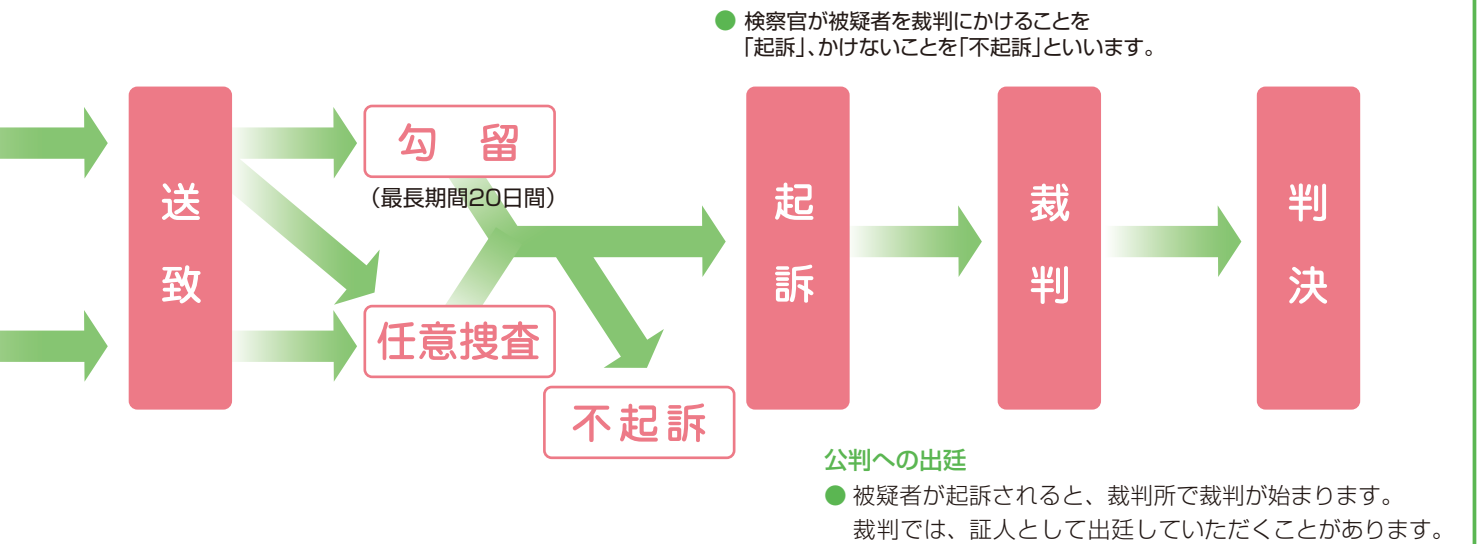 ● 検察官が被疑者を裁判にかけることを
「起訴」、かけないことを「不起訴」といいます。
送致
勾留
（最長期間20日間）
任意捜査
不起訴
起訴
裁判
判決
公判への出廷
● 被疑者が起訴されると、裁判所で裁判が始まります。
裁判では、証人として出廷していただくことがあります。